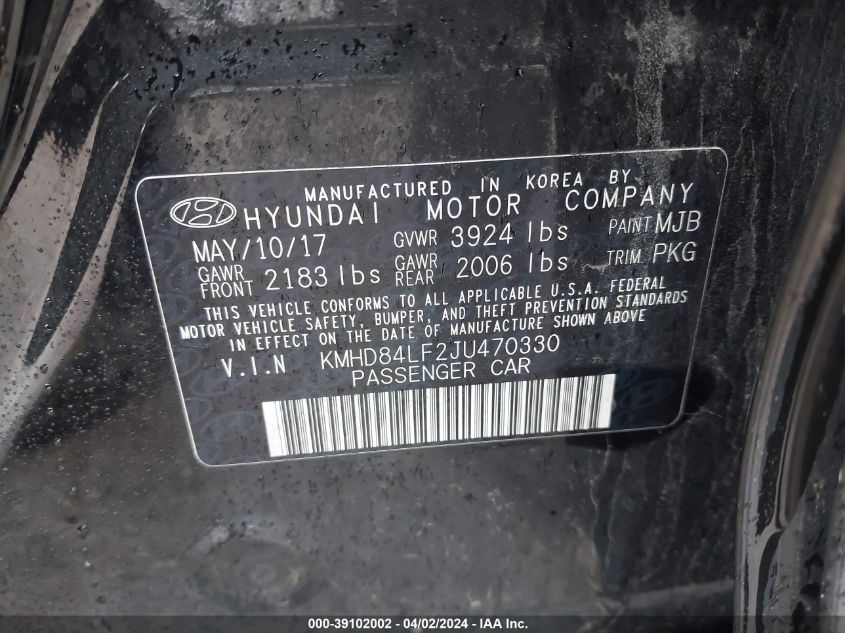 MANUFACTURED IN KOREA BY
HYUNDAI MOTOR COMPANY
MAY/10/17 GVWR 3924 lbs PAINT MJB
GAWR FRONT 2183 lbs GAWR REAR 2006 lbs TRIM PKG
THIS VEHICLE CONFORMS TO ALL APPLICABLE U.S.A. FEDERAL
MOTOR VEHICLE SAFETY, BUMPER, AND THEFT PREVENTION STANDARDS
IN EFFECT ON THE DATE OF MANUFACTURE SHOWN ABOVE
V.I.N KMHD84LF2JU470330
PASSENGER CAR
000-39102002 - 04/02/2024 - IAA Inc.